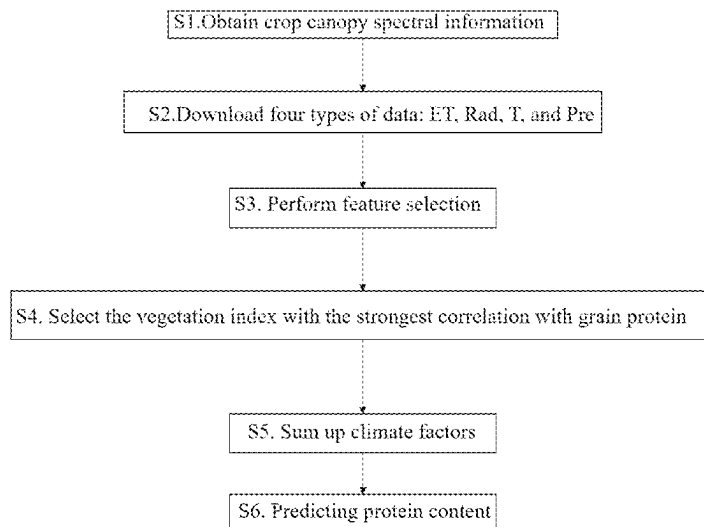 S1.Obtain crop canopy spectral information
S2.Download four types of data: ET, Rad, T, and Pre
S3. Perform feature selection
S4. Select the vegetation index with the strongest correlation with grain protein
S5. Sum up climate factors
S6. Predicting protein content